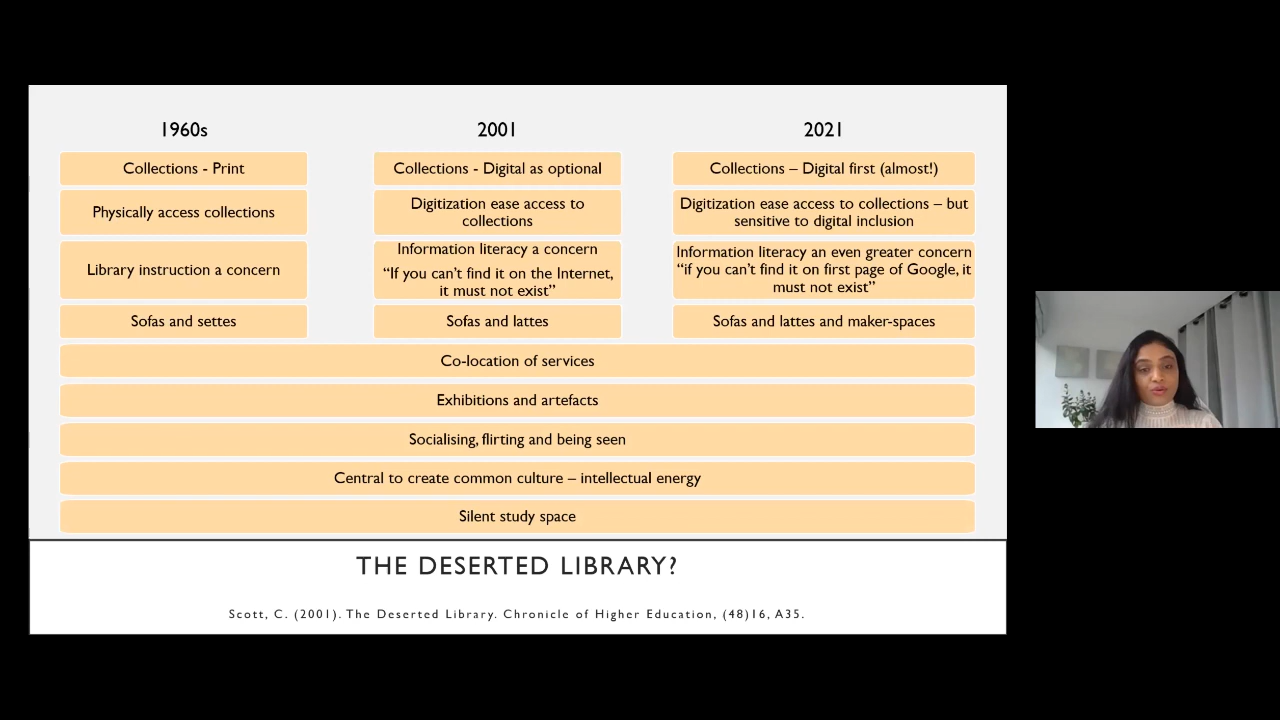 1960s
2001
2021
Collections - Print
Collections - Digital as optional
Collections – Digital first (almost!)
Physically access collections
Digitization ease access to
collections
Digitization ease access to collections – but
sensitive to digital inclusion
Library instruction a concern
Information literacy a concern
“If you can’t find it on the Internet,
it must not exist”
Information literacy an even greater concern
“if you can’t find it on first page of Google, it
must not exist”
Sofas and settes
Sofas and lattes
Sofas and lattes and maker-spaces
Co-location of services
Exhibitions and artefacts
Socialising, flirting and being seen
Central to create common culture – intellectual energy
Silent study space
THE DESERTED LIBRARY?
Scott, C. (2001). The Deserted Library. Chronicle of Higher Education, (48)16, A35.